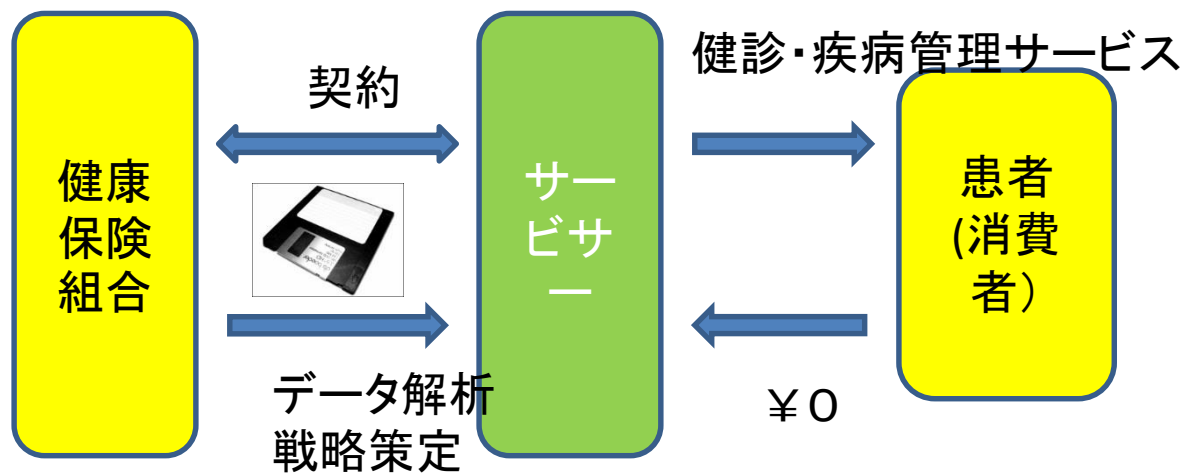 健康
保険
組合
契約
データ解析
戦略策定
サー
ビサ
ー
健診・疾病管理サービス
患者
(消費
者)
￥0